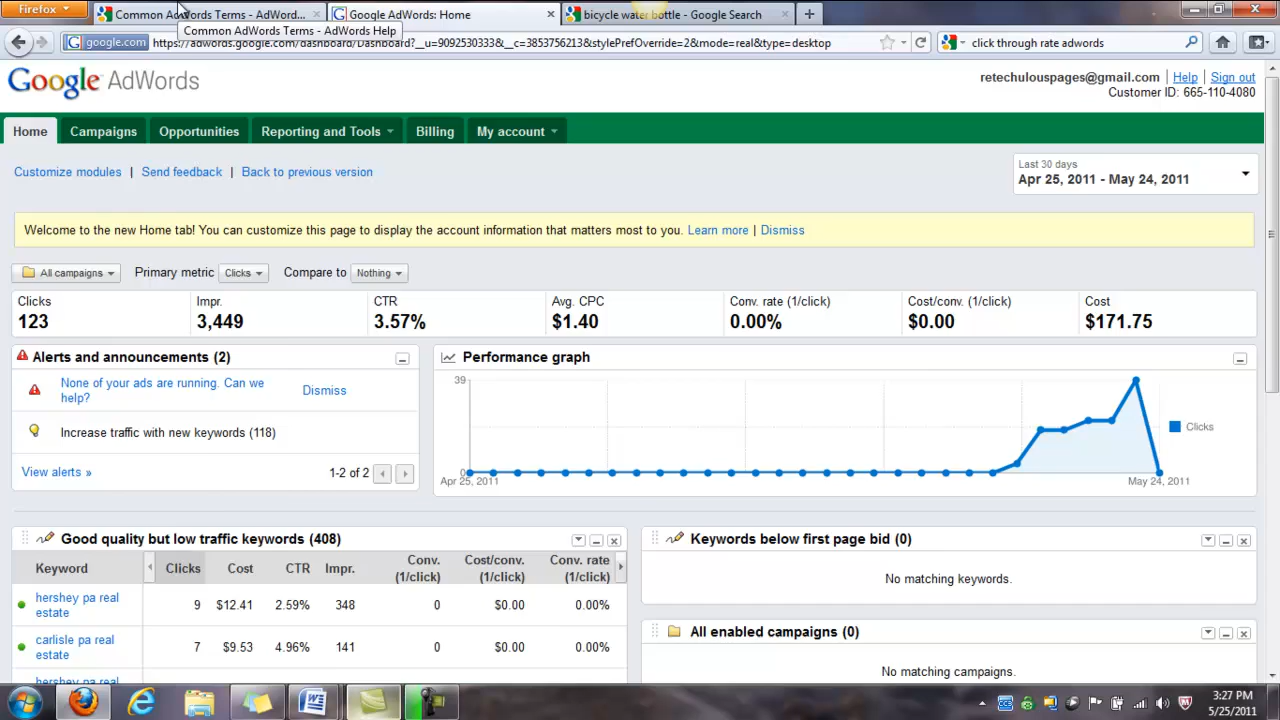 Firefox
Common AdWords Terms - AdWord...
Google AdWords: Home
bicycle water bottle - Google Search
Common AdWords Terms - AdWords Help
google.com
https://adwords.google.com/dashboard/Dashboard?__u=9092530333&__c=3853756213&stylePrefOverride=2&mode=real&type=dashboard
click through rate adwords
Google AdWords
retechulouspages@gmail.com | Help | Sign out
Customer ID: 665-110-4080
Home
Campaigns
Opportunities
Reporting and Tools
Billing
My account
Customize modules | Send feedback | Back to previous version
Last 30 days
Apr 25, 2011 - May 24, 2011
Welcome to the new Home tab! You can customize this page to display the account information that matters most to you. Learn more | Dismiss
All campaigns
Primary metric
Clicks
Compare to
Nothing
Clicks
123
Impr.
3,449
CTR
3.57%
Avg. CPC
$1.40
Conv. rate (1/click)
0.00%
Cost/conv. (1/click)
$0.00
Cost
$171.75
Alerts and announcements (2)
None of your ads are running. Can we
help?
Dismiss
Increase traffic with new keywords (118)
View alerts »
1-2 of 2
Performance graph
39
0
Apr 25, 2011
May 24, 2011
Clicks
Good quality but low traffic keywords (408)
Keyword
Clicks
Cost
CTR
Impr.
Conv.
(1/click)
Cost/conv.
(1/click)
Conv. rate
(1/click)
hershey pa real
estate
9
$12.41
2.59%
348
0
$0.00
0.00%
carlisle pa real
estate
7
$9.53
4.96%
141
0
$0.00
0.00%
hershey pa real
Keywords below first page bid (0)
No matching keywords.
All enabled campaigns (0)
No matching campaigns.
3:27 PM
5/25/2011